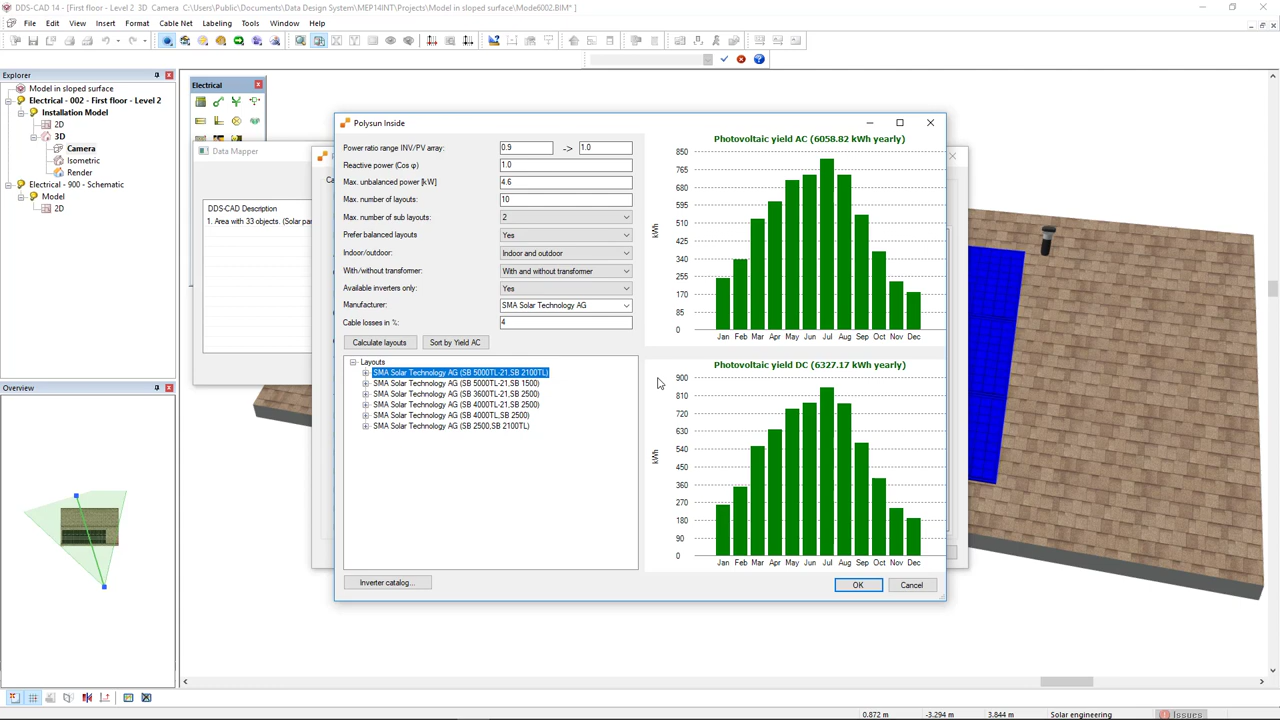 DDS-CAD 14 - [First floor - Level 2  3D  Camera  C:\Users\Public\Documents\Data Design System\MEP14INT\Projects\Model in sloped surface\Mode6002.BIM* ]
File Edit View Insert Format Cable Net Labeling Tools Window Help
Explorer
Model in sloped surface
Electrical - 002 - First floor - Level 2
Installation Model
2D
3D
Camera
Isometric
Render
Electrical - 900 - Schematic
Model
2D
Overview
Electrical
Data Mapper
DDS-CAD Description
1. Area with 33 objects. (Solar par
Polysun Inside
Power ratio range INV/PV array: 0.9 -> 1.0
Reactive power (Cos φ) 1.0
Max. unbalanced power [kW] 4.6
Max. number of layouts: 10
Max. number of sub layouts: 2
Prefer balanced layouts Yes
Indoor/outdoor: Indoor and outdoor
With/without transformer: With and without transformer
Available inverters only: Yes
Manufacturer: SMA Solar Technology AG
Cable losses in %: 4
Calculate layouts Sort by Yield AC
Layouts
SMA Solar Technology AG (SB 5000TL-21,SB 2100TL)
SMA Solar Technology AG (SB 5000TL-21,SB 1500)
SMA Solar Technology AG (SB 3600TL-21,SB 2500)
SMA Solar Technology AG (SB 4000TL-21,SB 2500)
SMA Solar Technology AG (SB 4000TL,SB 2500)
SMA Solar Technology AG (SB 2500,SB 2100TL)
Inverter catalog...
Photovoltaic yield AC (6058.82 kWh yearly)
850
765
680
595
510
425
340
255
170
85
0
kWh
Jan Feb Mar Apr May Jun Jul Aug Sep Oct Nov Dec
Photovoltaic yield DC (6327.17 kWh yearly)
900
810
720
630
540
450
360
270
180
90
0
kWh
Jan Feb Mar Apr May Jun Jul Aug Sep Oct Nov Dec
OK Cancel
0.872 m -3.294 m 3.844 m Solar engineering Issues